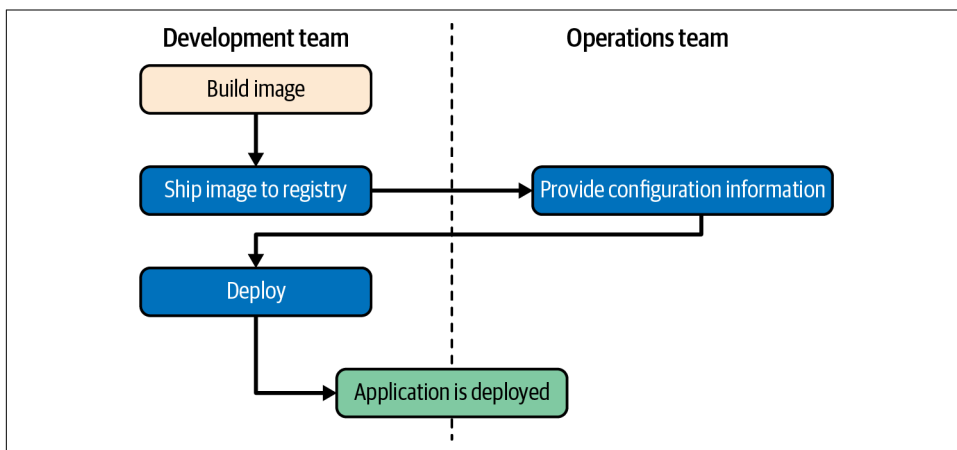 Development team
Operations team
Build image
Ship image to registry
Provide configuration information
Deploy
Application is deployed